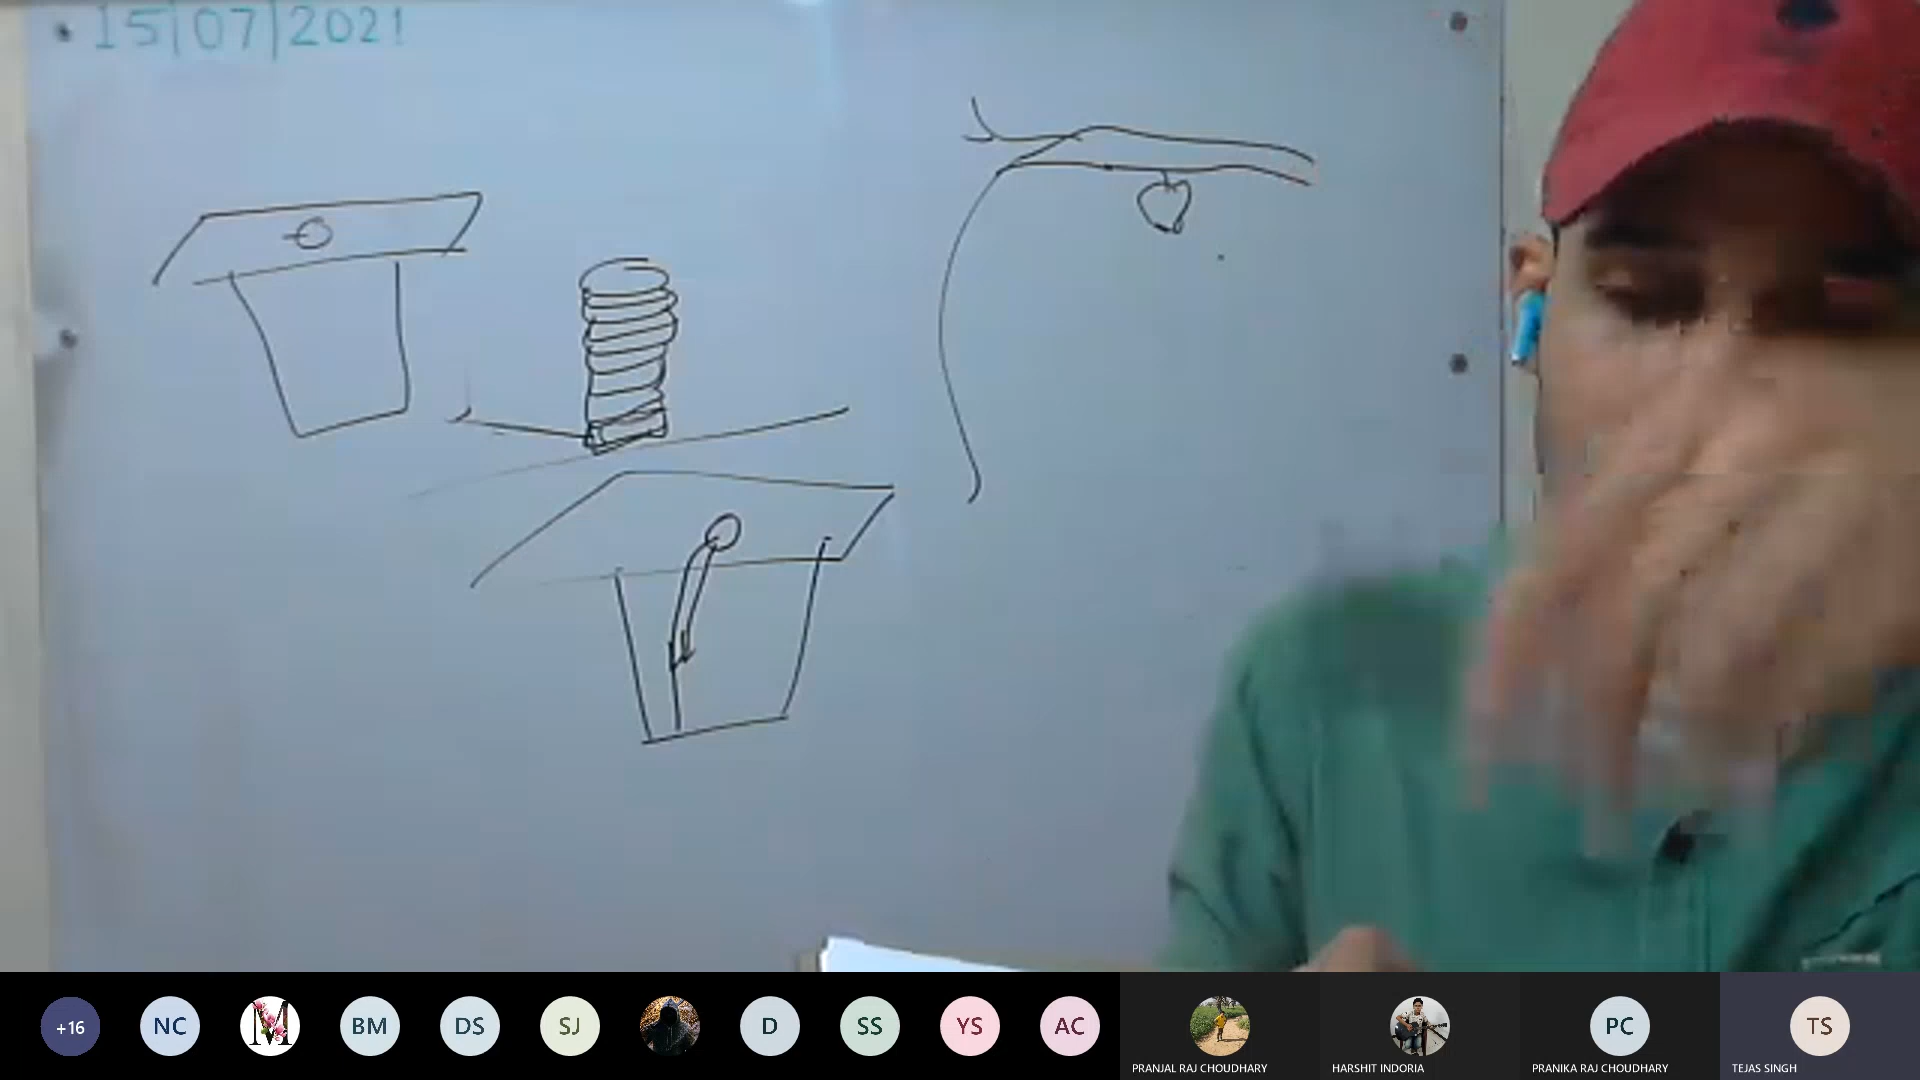 15/07/2021
+16
NC
M
BM
DS
SJ
D
SS
YS
AC
PRANJAL RAJ CHOUDHARY
HARSHIT INDORIA
PC
PRANIKA RAJ CHOUDHARY
TS
TEJAS SINGH